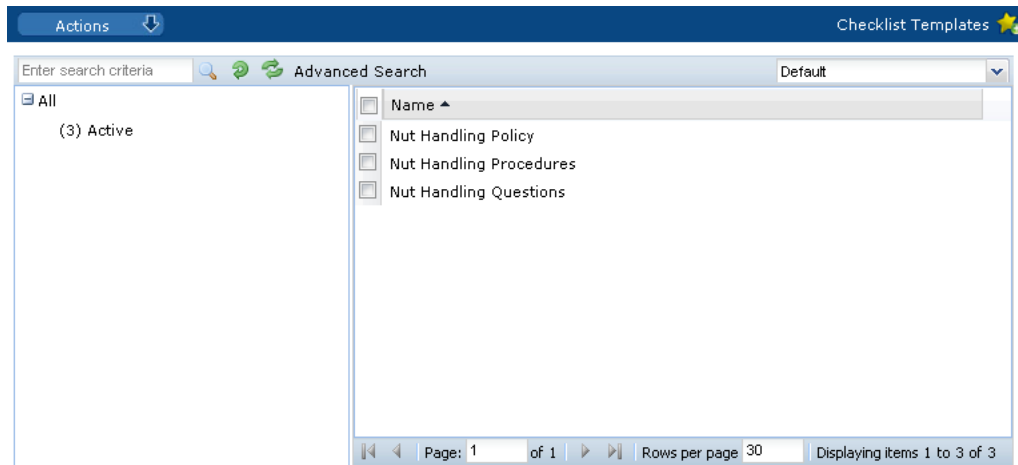 Actions
Checklist Templates
Enter search criteria
Advanced Search
Default
All
(3) Active
Name
Nut Handling Policy
Nut Handling Procedures
Nut Handling Questions
Page: 1 of 1 Rows per page 30 Displaying items 1 to 3 of 3